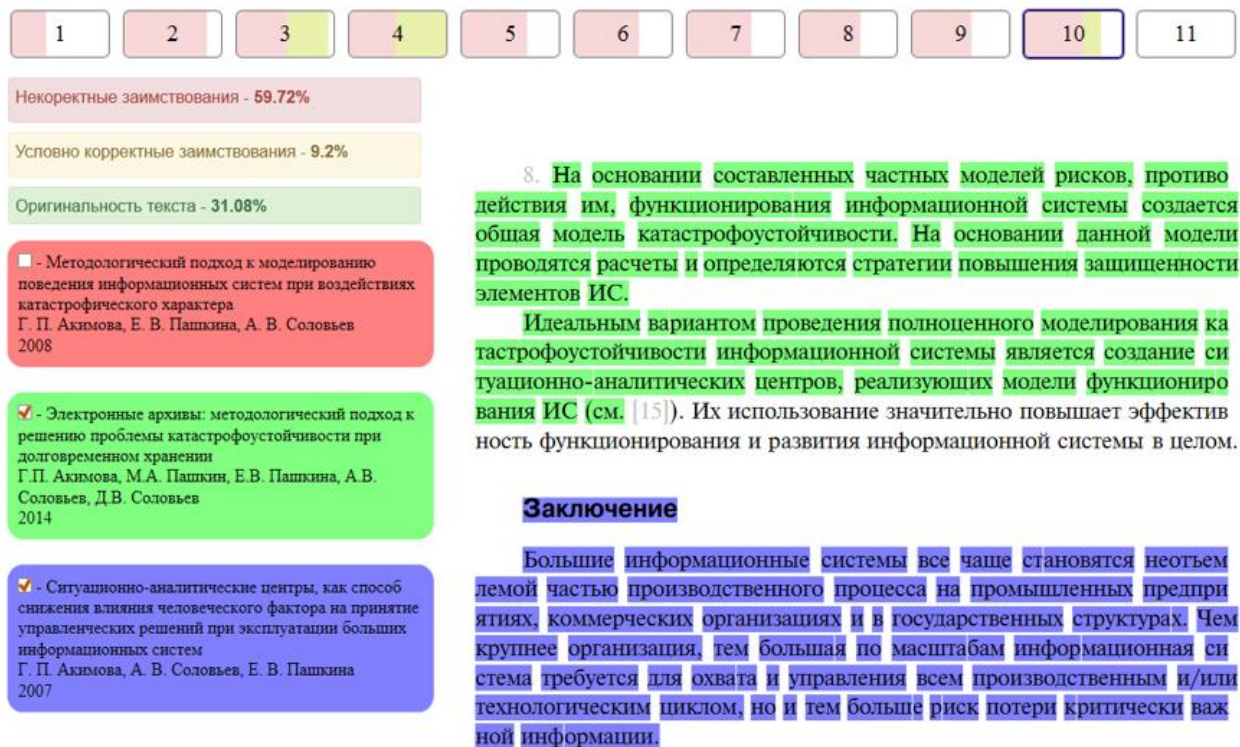 1 2 3 4 5 6 7 8 9 10 11
Некоректные заимствования - 59.72%
Условно корректные заимствования - 9.2%
Оригинальность текста - 31.08%
- Методологический подход к моделированию
поведения информационных систем при воздействиях
катастрофического характера
Г. П. Акимова, Е. В. Пашкина, А. В. Соловьев
2008
- Электронные архивы: методологический подход к
решению проблемы катастрофоустойчивости при
долговременном хранении
Г.П. Акимова, М.А. Пашкин, Е.В. Пашкина, А.В.
Соловьев, Д.В. Соловьев
2014
- Ситуационно-аналитические центры, как способ
снижения влияния человеческого фактора на принятие
управленческих решений при эксплуатации больших
информационных систем
Г. П. Акимова, А. В. Соловьев, Е. В. Пашкина
2007
8. На основании составленных частных моделей рисков, противо
действия им, функционирования информационной системы создается
общая модель катастрофоустойчивости. На основании данной модели
проводятся расчеты и определяются стратегии повышения защищенности
элементов ИС.
Идеальным вариантом проведения полноценного моделирования ка
тастрофоустойчивости информационной системы является создание си
туационно-аналитических центров, реализующих модели функциониро
вания ИС (см. [15]). Их использование значительно повышает эффектив
ность функционирования и развития информационной системы в целом.
Заключение
Большие информационные системы все чаще становятся неотъем
лемой частью производственного процесса на промышленных предпри
ятиях, коммерческих организациях и в государственных структурах. Чем
крупнее организация, тем большая по масштабам информационная си
стема требуется для охвата и управления всем производственным и/или
технологическим циклом, но и тем больше риск потери критически важ
ной информации.